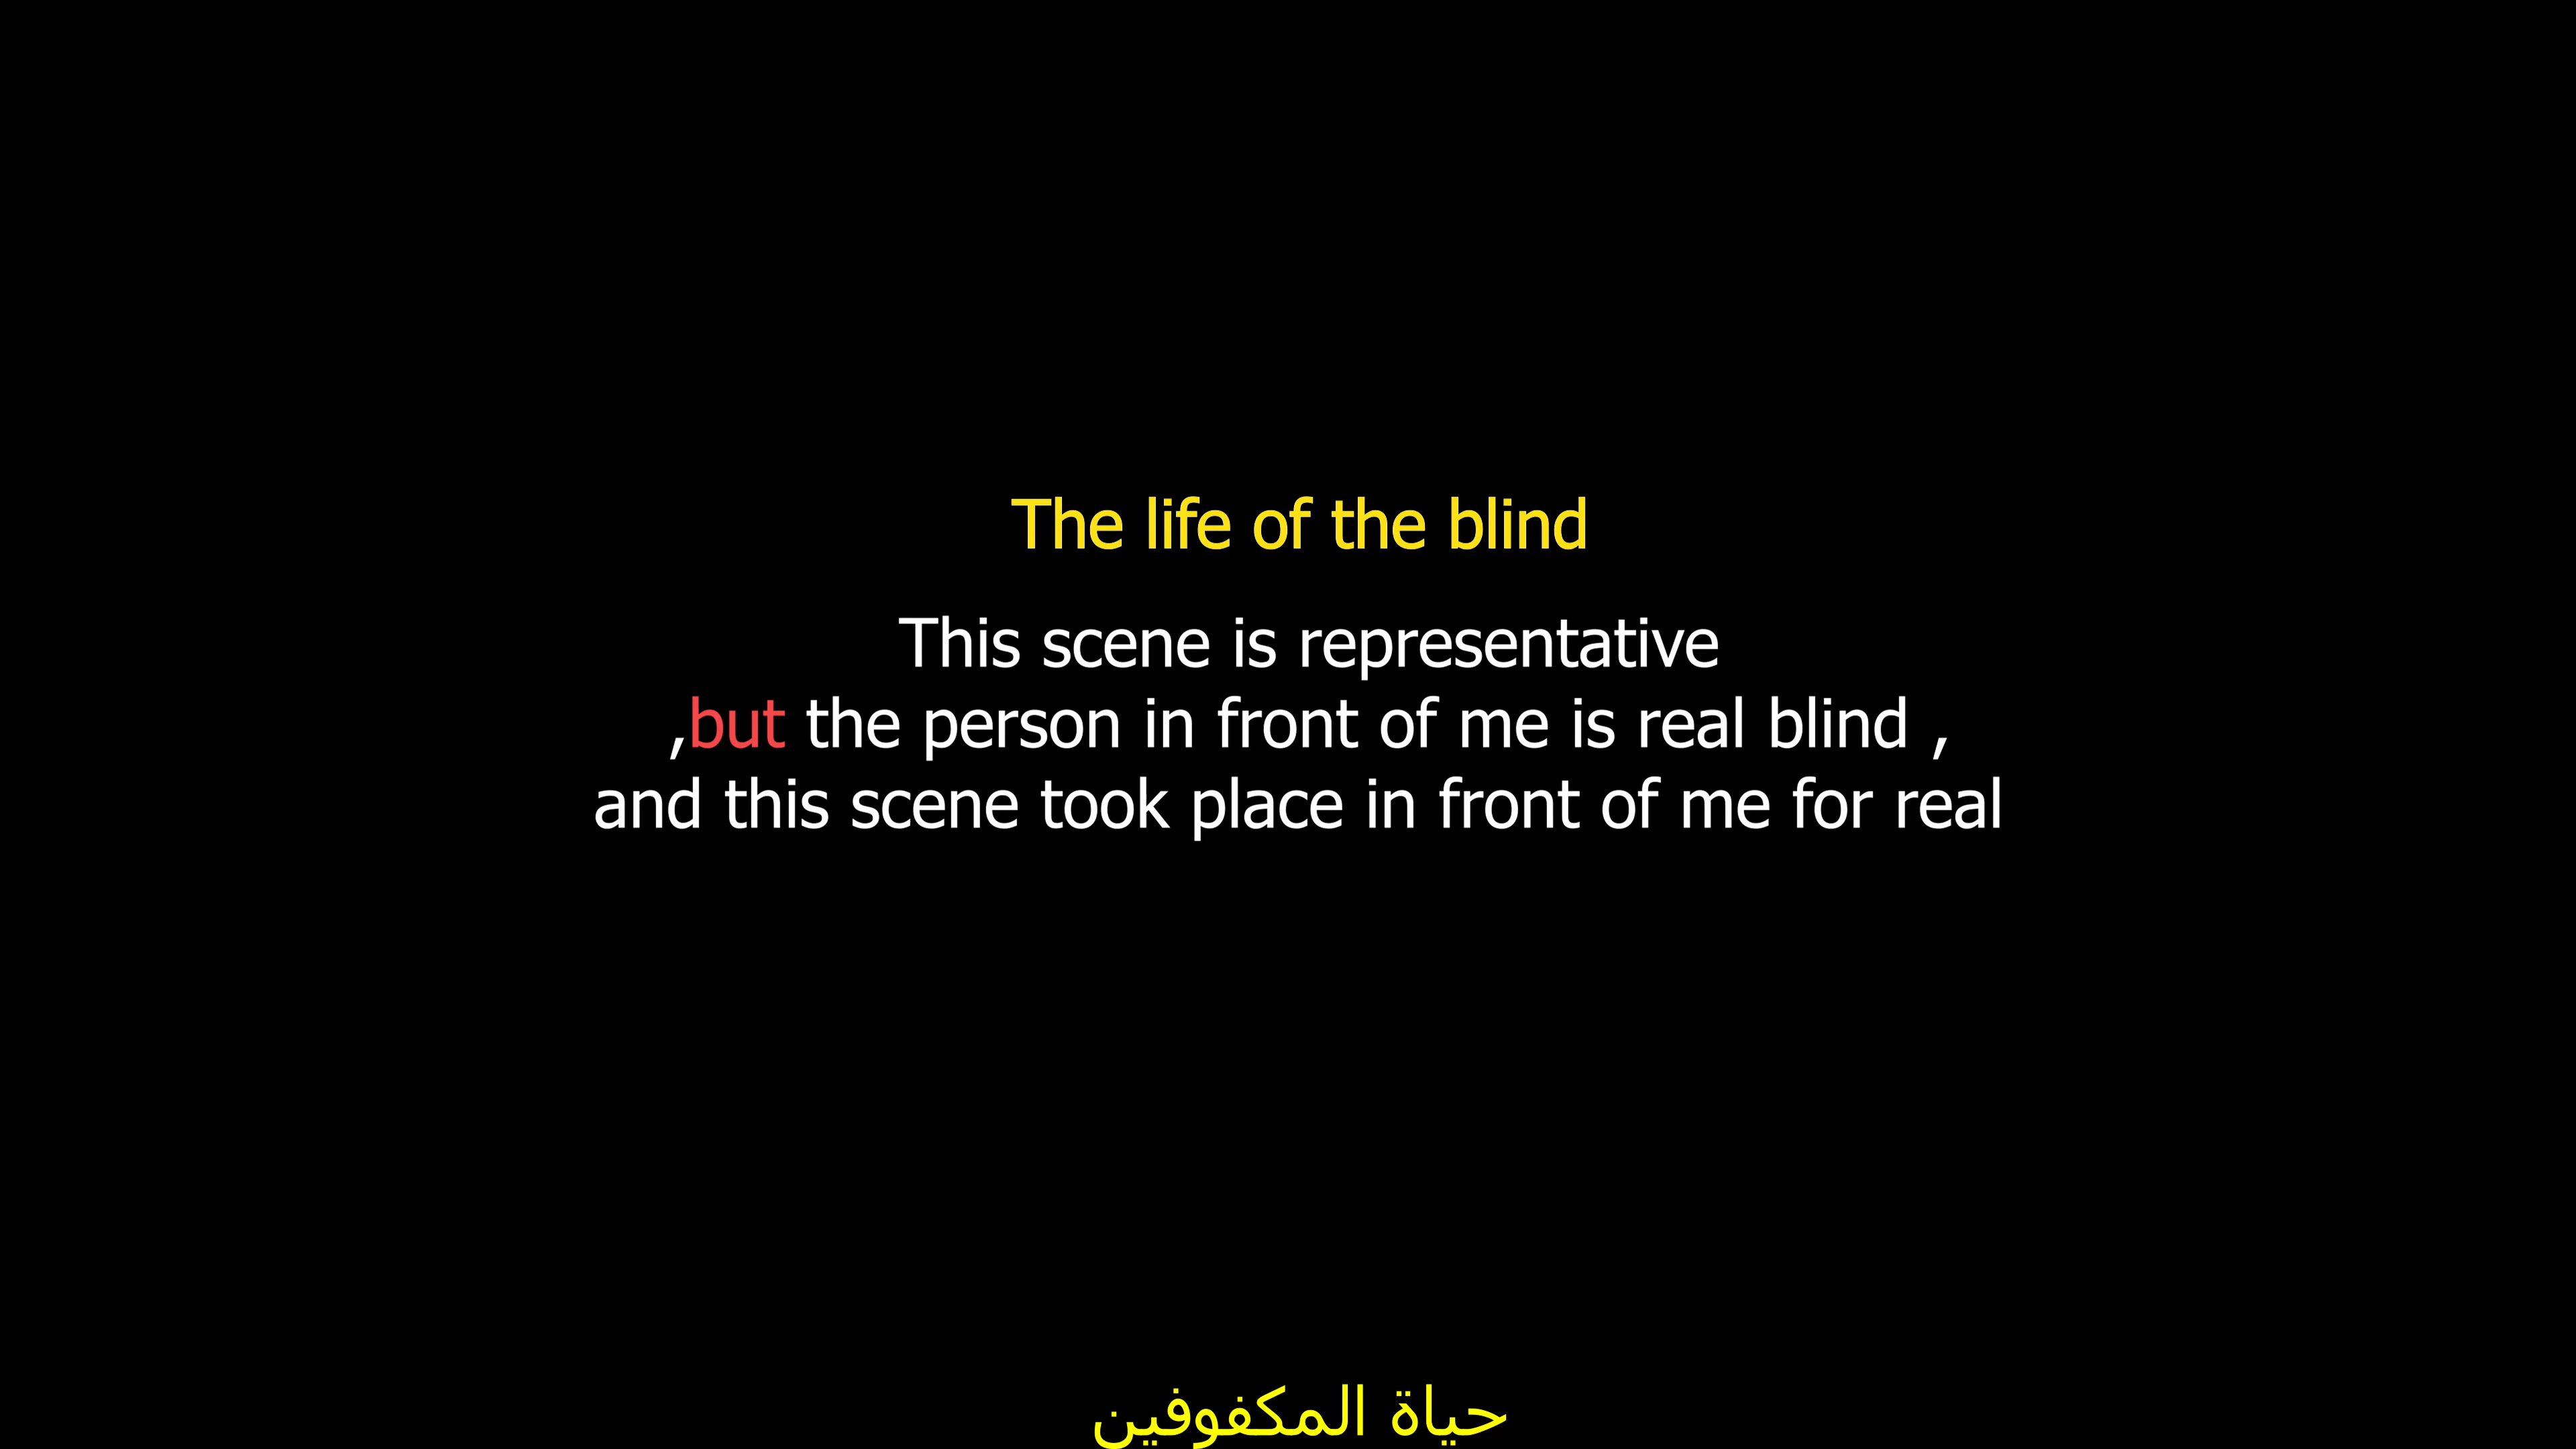 The life of the blind
This scene is representative
,but the person in front of me is real blind ,
and this scene took place in front of me for real
حياة المكفوفين